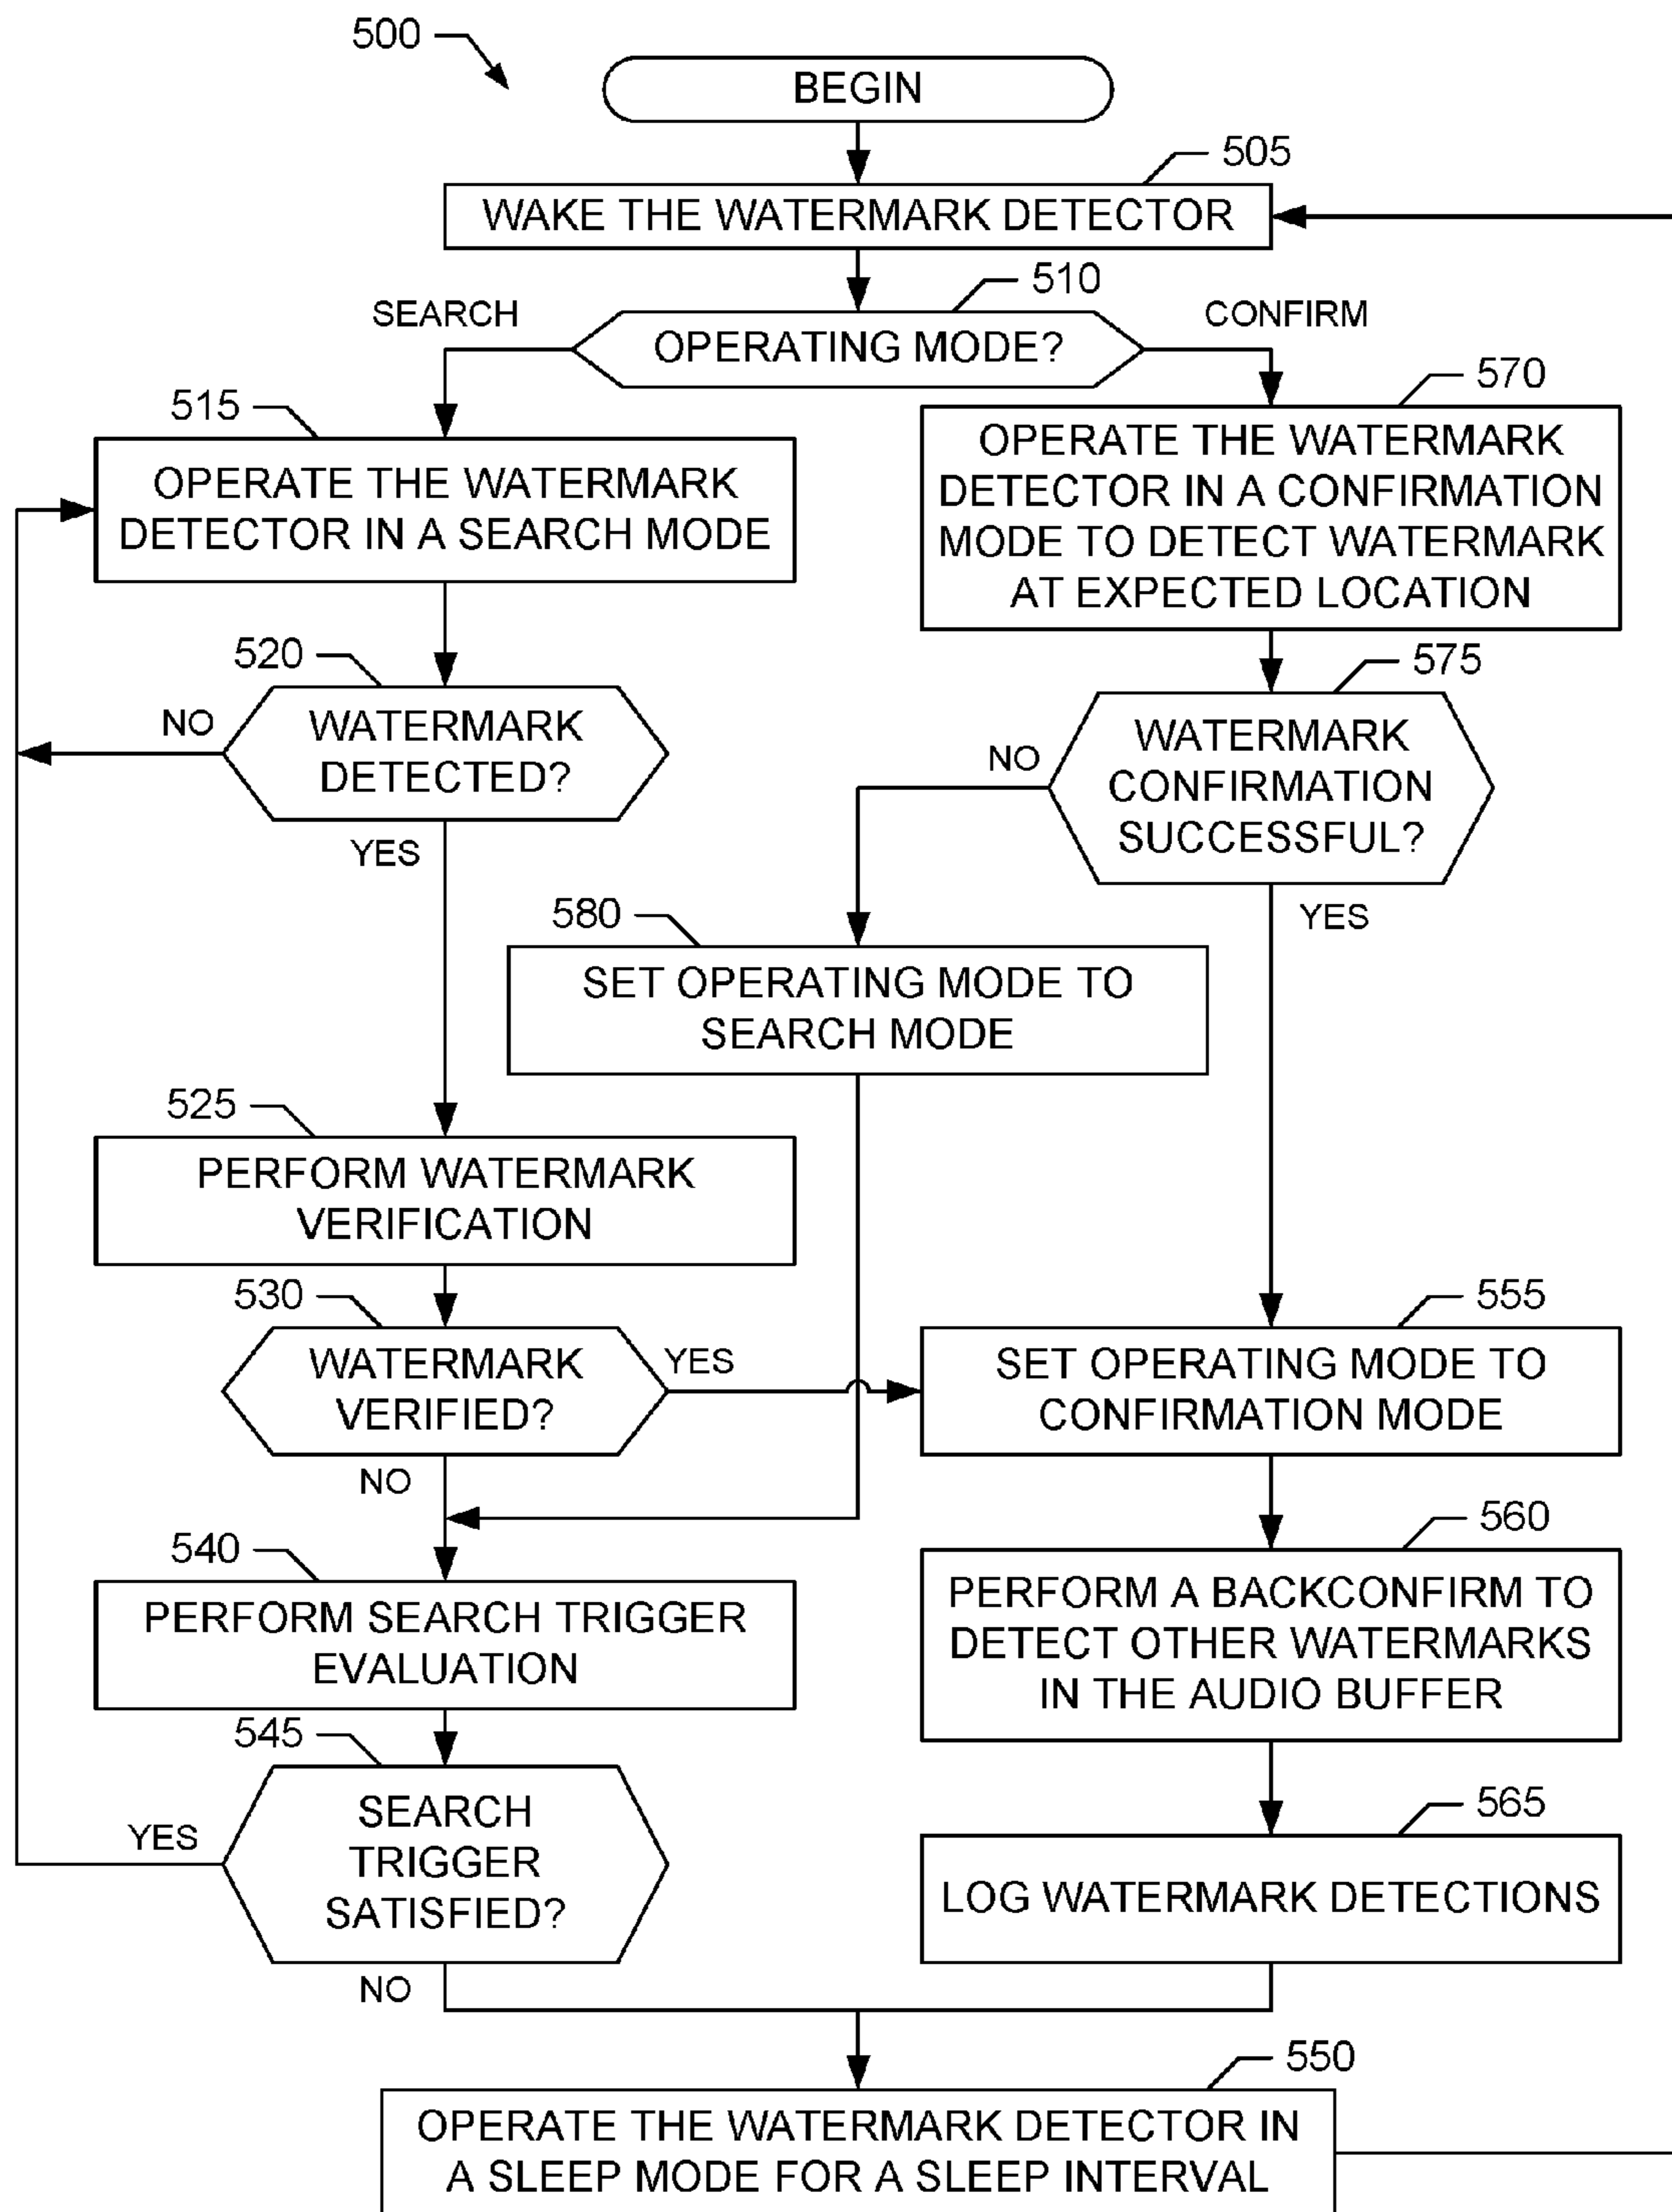 500
BEGIN
505
WAKE THE WATERMARK DETECTOR
510
SEARCH
OPERATING MODE?
CONFIRM
515
OPERATE THE WATERMARK
DETECTOR IN A SEARCH MODE
570
OPERATE THE WATERMARK
DETECTOR IN A CONFIRMATION
MODE TO DETECT WATERMARK
AT EXPECTED LOCATION
520
NO
WATERMARK
DETECTED?
YES
575
NO
WATERMARK
CONFIRMATION
SUCCESSFUL?
YES
580
SET OPERATING MODE TO
SEARCH MODE
525
PERFORM WATERMARK
VERIFICATION
530
WATERMARK
VERIFIED?
YES
NO
555
SET OPERATING MODE TO
CONFIRMATION MODE
540
PERFORM SEARCH TRIGGER
EVALUATION
560
PERFORM A BACKCONFIRM TO
DETECT OTHER WATERMARKS
IN THE AUDIO BUFFER
545
YES
SEARCH
TRIGGER
SATISFIED?
NO
565
LOG WATERMARK DETECTIONS
550
OPERATE THE WATERMARK DETECTOR IN
A SLEEP MODE FOR A SLEEP INTERVAL